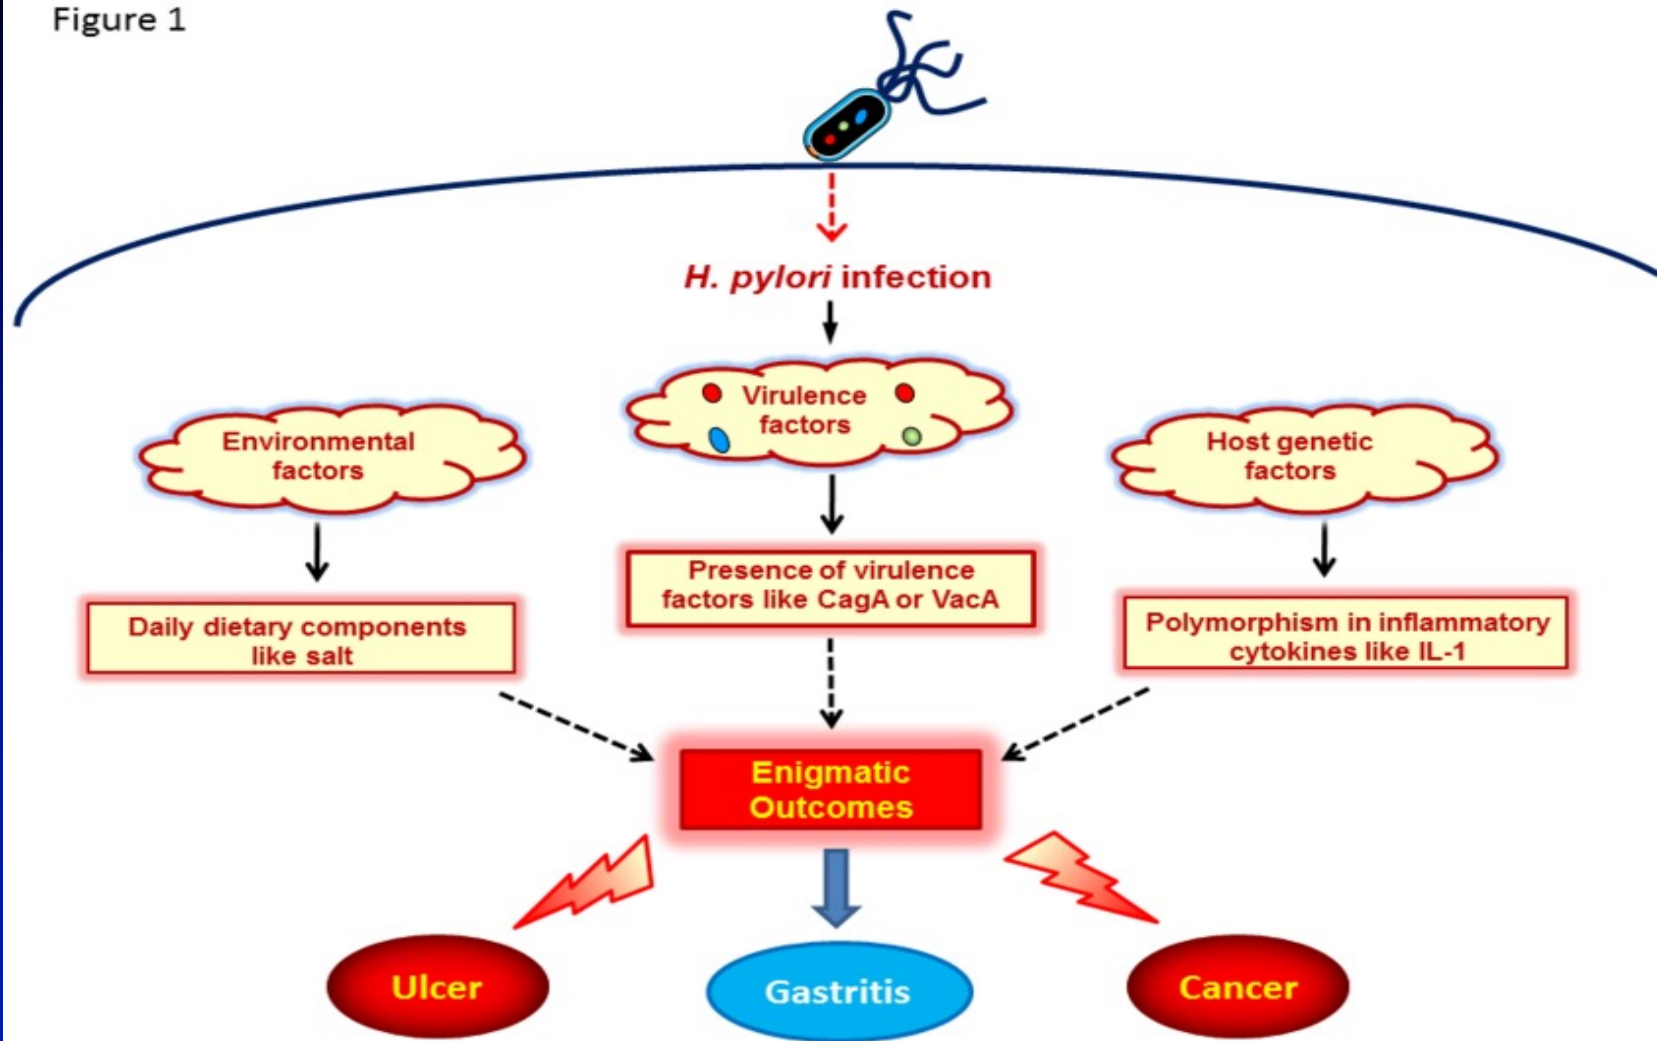 Figure 1
H. pylori infection
Virulence
factors
Environmental
factors
Host genetic
factors
Presence of virulence
factors like CagA or VacA
Daily dietary components
like salt
Polymorphism in inflammatory
cytokines like IL-1
Enigmatic
Outcomes
Ulcer
Gastritis
Cancer